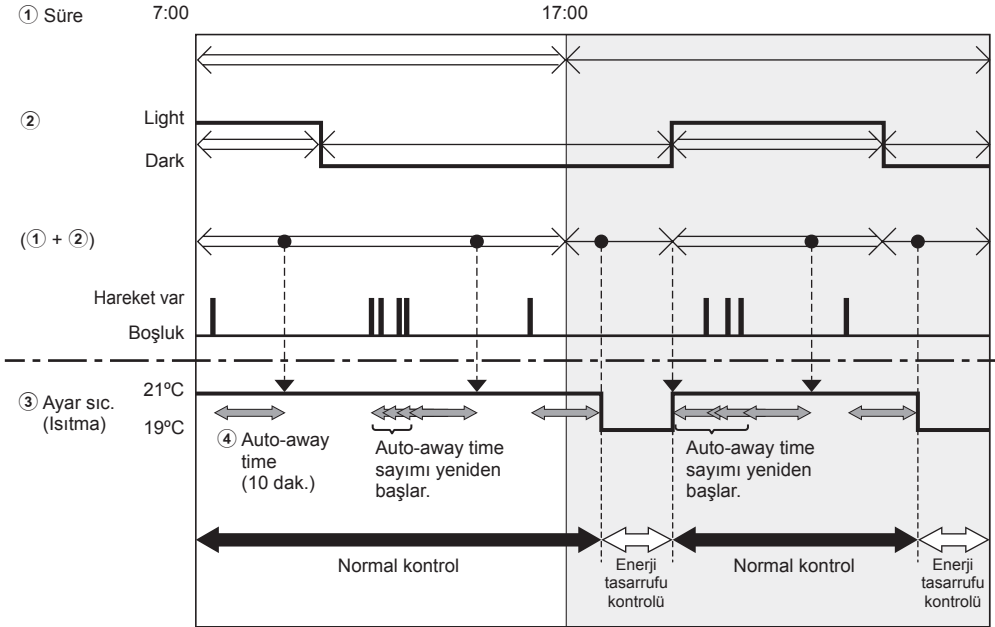 ① Süre 7:00 17:00
② Light
Dark
(① + ②)
Hareket var
Boşluk
③ Ayar sıc.
(Isıtma)
21ºC
19ºC
④ Auto-away
time
(10 dak.)
Auto-away time
sayımı yeniden
başlar.
Auto-away time
sayımı yeniden
başlar.
Normal kontrol
Enerji
tasarrufu
kontrolü
Normal kontrol
Enerji
tasarrufu
kontrolü